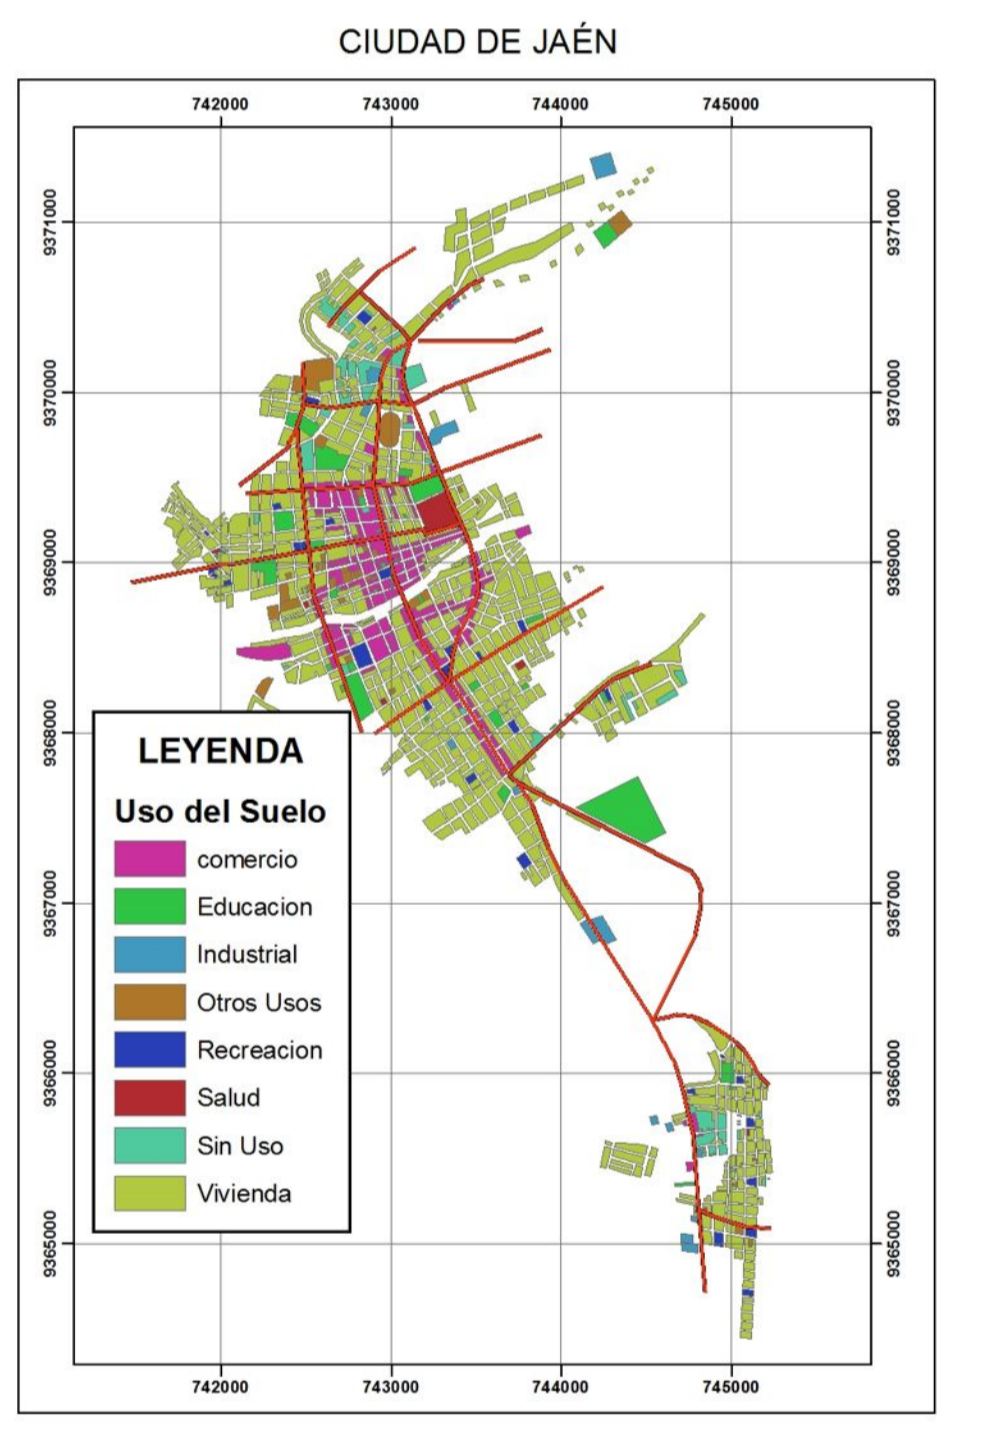 CIUDAD DE JAÉN
742000 743000 744000 745000
9371000 9371000
9370000 9370000
9369000 9369000
9368000 9368000
LEYENDA
Uso del Suelo
comercio
Educacion
Industrial
Otros Usos
Recreacion
Salud
Sin Uso
Vivienda
9367000 9367000
9366000 9366000
9365000 9365000
742000 743000 744000 745000